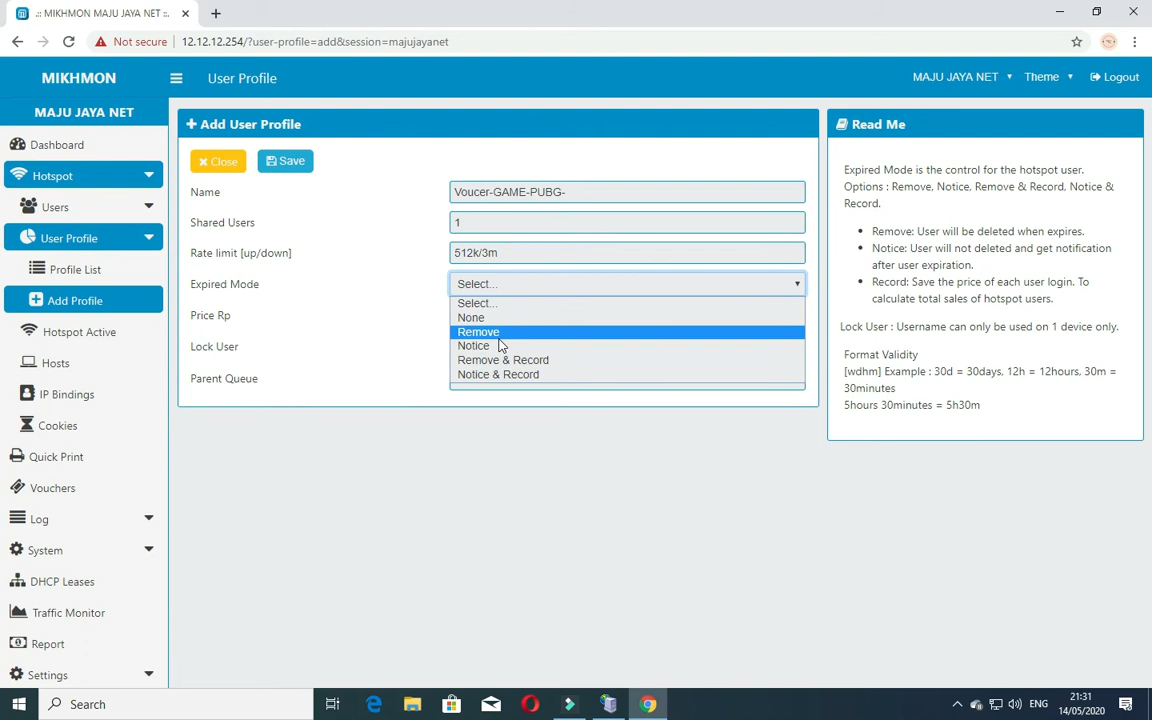 .:: MIKHMON MAJU JAYA NET ::.
Not secure
12.12.12.254/?user-profile=add&session=majujayanet
MIKHMON
User Profile
MAJU JAYA NET
Theme
Logout
MAJU JAYA NET
Dashboard
Hotspot
Users
User Profile
Profile List
Add Profile
Hotspot Active
Hosts
IP Bindings
Cookies
Quick Print
Vouchers
Log
System
DHCP Leases
Traffic Monitor
Report
Settings
Add User Profile
Close
Save
Name
Voucer-GAME-PUBG-
Shared Users
1
Rate limit [up/down]
512k/3m
Expired Mode
Select...
Select...
None
Remove
Notice
Remove & Record
Notice & Record
Price Rp
Lock User
Parent Queue
Read Me
Expired Mode is the control for the hotspot user.
Options : Remove, Notice, Remove & Record, Notice &
Record.
Remove: User will be deleted when expires.
Notice: User will not deleted and get notification
after user expiration.
Record: Save the price of each user login. To
calculate total sales of hotspot users.
Lock User : Username can only be used on 1 device only.
Format Validity
[wdhm] Example : 30d = 30days, 12h = 12hours, 30m =
30minutes
5hours 30minutes = 5h30m
Search
ENG
21:31
14/05/2020